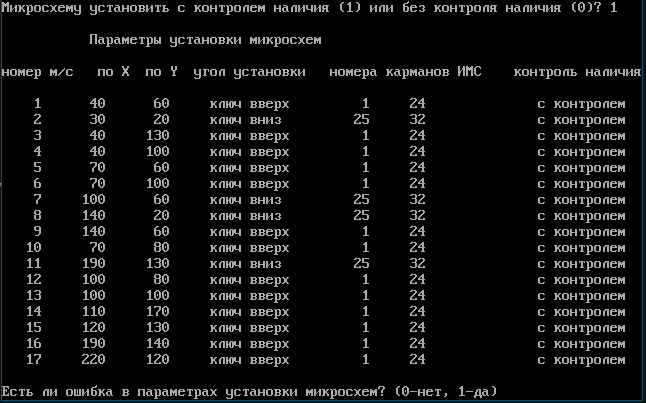 Микросхему установить с контролем наличия (1) или без контроля наличия (0)? 1
Параметры установки микросхем
номер м/с по X по Y угол установки номера карманов ИМС контроль наличия
1 40 60 ключ вверх 1 24 с контролем
2 30 20 ключ вниз 25 32 с контролем
3 40 130 ключ вверх 1 24 с контролем
4 40 100 ключ вверх 1 24 с контролем
5 70 60 ключ вверх 1 24 с контролем
6 70 100 ключ вверх 1 24 с контролем
7 100 60 ключ вниз 25 32 с контролем
8 140 20 ключ вниз 25 32 с контролем
9 140 60 ключ вверх 1 24 с контролем
10 70 80 ключ вверх 1 24 с контролем
11 190 130 ключ вниз 25 32 с контролем
12 100 80 ключ вверх 1 24 с контролем
13 100 100 ключ вверх 1 24 с контролем
14 110 170 ключ вверх 1 24 с контролем
15 120 130 ключ вверх 1 24 с контролем
16 190 140 ключ вверх 1 24 с контролем
17 220 120 ключ вверх 1 24 с контролем
Есть ли ошибка в параметрах установки микросхем? (0-нет, 1-да)